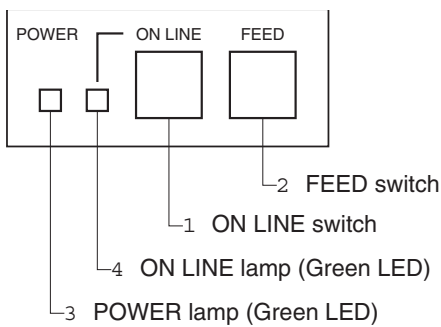 POWER ON LINE FEED
2 FEED switch
1 ON LINE switch
4 ON LINE lamp (Green LED)
3 POWER lamp (Green LED)